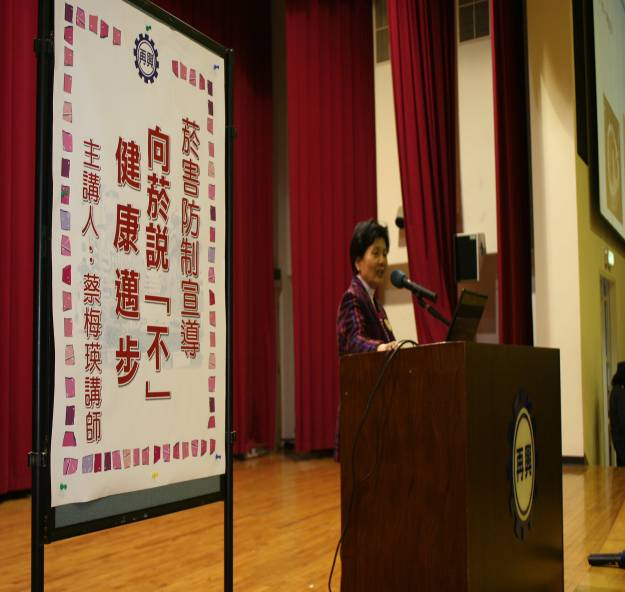 再興
菸害防制宣導
向菸說「不」
健康邁步
主講人：蔡梅瑛講師
再興